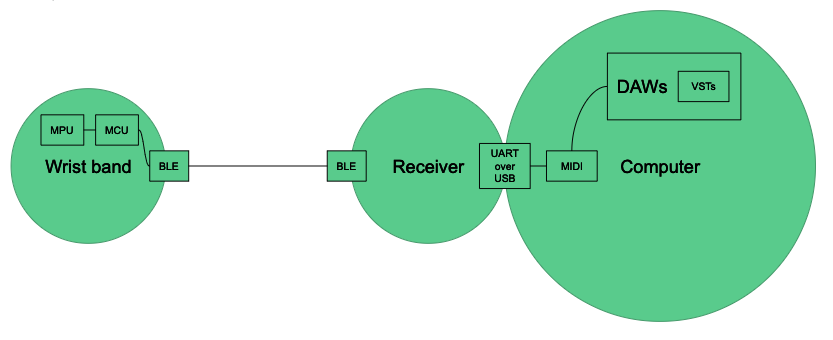 MPU
MCU
Wrist band
BLE
BLE
Receiver
UART
over
USB
MIDI
Computer
DAWs
VSTs